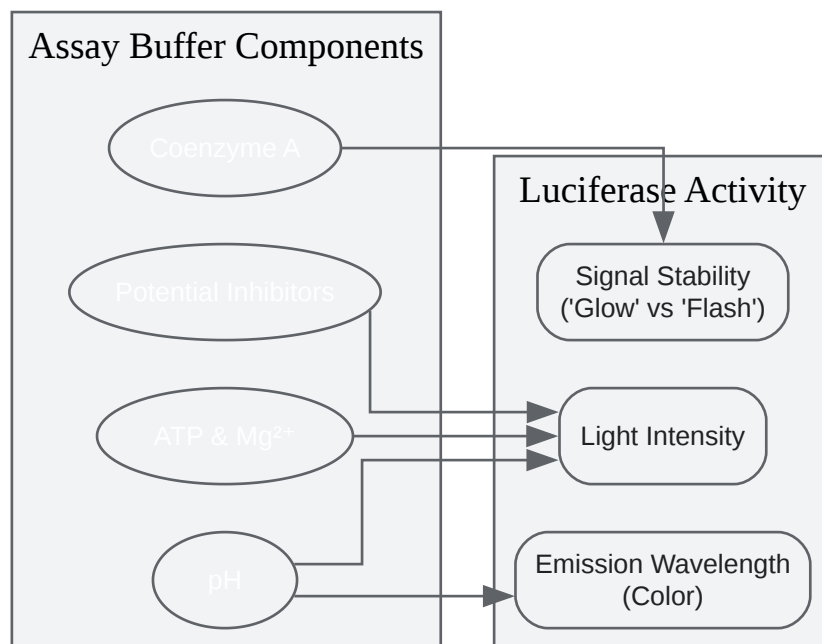 Assay Buffer Components
Coenzyme A
Potential Inhibitors
ATP & Mg²⁺
pH
Luciferase Activity
Signal Stability
('Glow' vs 'Flash')
Light Intensity
Emission Wavelength
(Color)